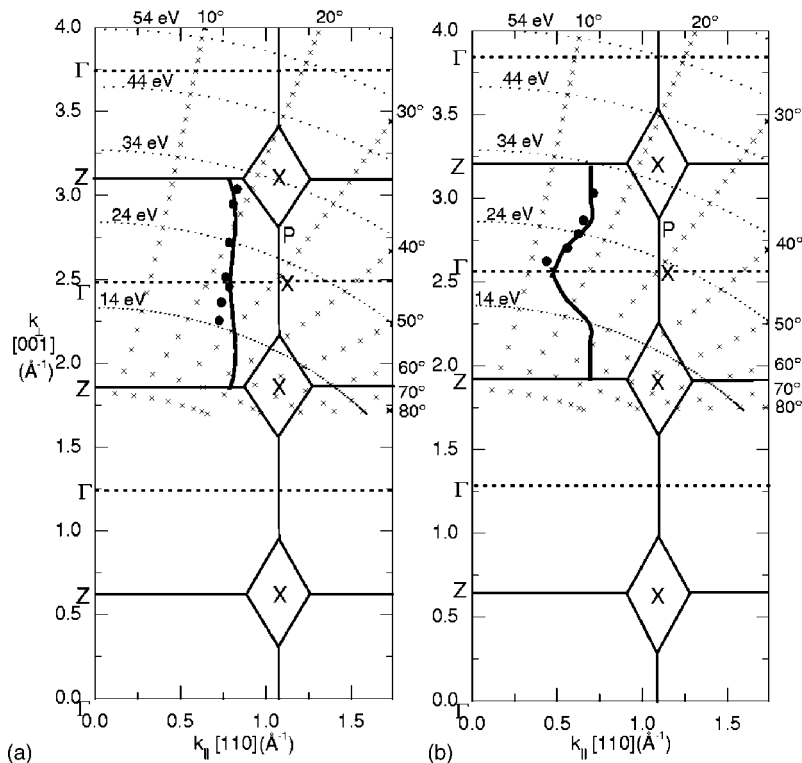 54 eV 10° 20°
4.0
Γ
44 eV
3.5
30°
34 eV
Z
X
3.0
24 eV
P
40°
2.5
X
Γ
14 eV
50°
k⊥
[001]
(Å⁻¹)
2.0
60°
Z
X
70°
80°
1.5
Γ
1.0
Z
X
0.5
0.0
Γ
0.0 0.5 1.0 1.5
(a)
k∥ [110] (Å⁻¹)
54 eV 10° 20°
4.0
Γ
44 eV
3.5
30°
34 eV
Z
X
3.0
24 eV
P
40°
Γ
X
2.5
14 eV
50°
2.0
60°
Z
X
70°
80°
1.5
Γ
1.0
Z
X
0.5
0.0
Γ
0.0 0.5 1.0 1.5
(b)
k∥ [110] (Å⁻¹)